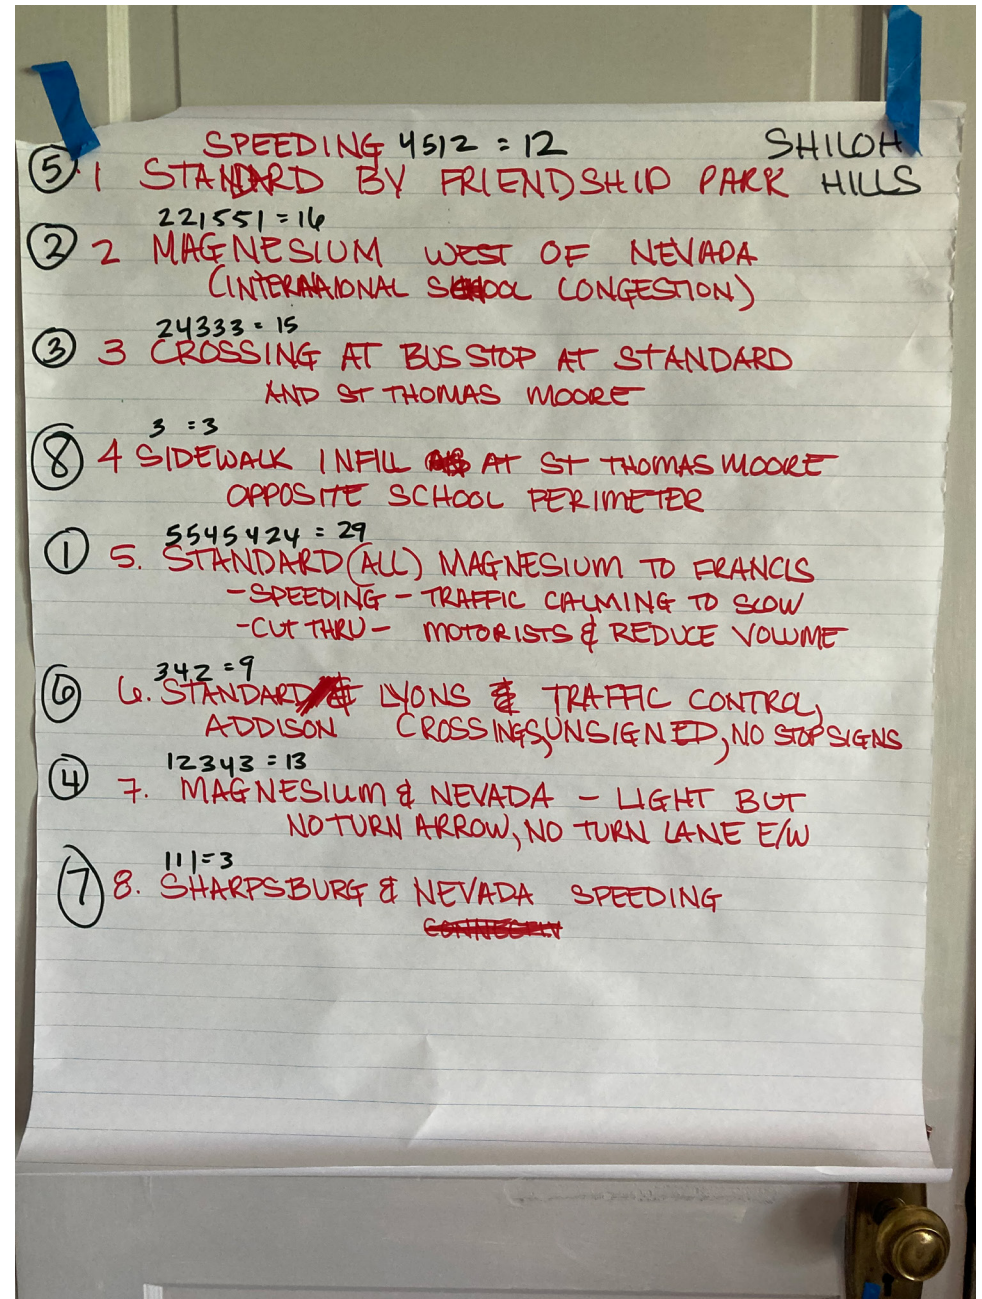 SPEEDING 4512 = 12 SHILOH
⑤ 1 STANDARD BY FRIENDSHIP PARK HILLS
221551 = 16
② 2 MAGNESIUM WEST OF NEVADA
(INTERNAIONAL SCHOOL CONGESTION)
24333 = 15
③ 3 CROSSING AT BUS STOP AT STANDARD
AND ST THOMAS MOORE
3 = 3
⑧ 4 SIDEWALK INFILL AT ST THOMAS MOORE
OPPOSITE SCHOOL PERIMETER
5545424 = 29
① 5. STANDARD (ALL) MAGNESIUM TO FRANCIS
- SPEEDING - TRAFFIC CALMING TO SLOW
- CUT THRU - MOTORISTS & REDUCE VOLUME
342 = 9
⑥ 6. STANDARD & LYONS & TRAFFIC CONTROL,
ADDISON CROSSINGS, UNSIGNED, NO STOP SIGNS
12343 = 13
④ 7. MAGNESIUM & NEVADA - LIGHT BUT
NO TURN ARROW, NO TURN LANE E/W
111 = 3
⑦ 8. SHARPSBURG & NEVADA SPEEDING